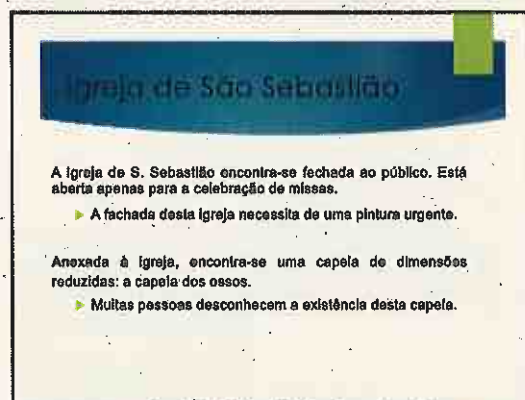 Igreja de São Sebastião
A Igreja de S. Sebastião encontra-se fechada ao público. Está
aberta apenas para a celebração de missas.
A fachada desta igreja necessita de uma pintura urgente.
Anexada à igreja, encontra-se uma capela de dimensões
reduzidas: a capela dos ossos.
Muitas pessoas desconhecem a existência desta capela.